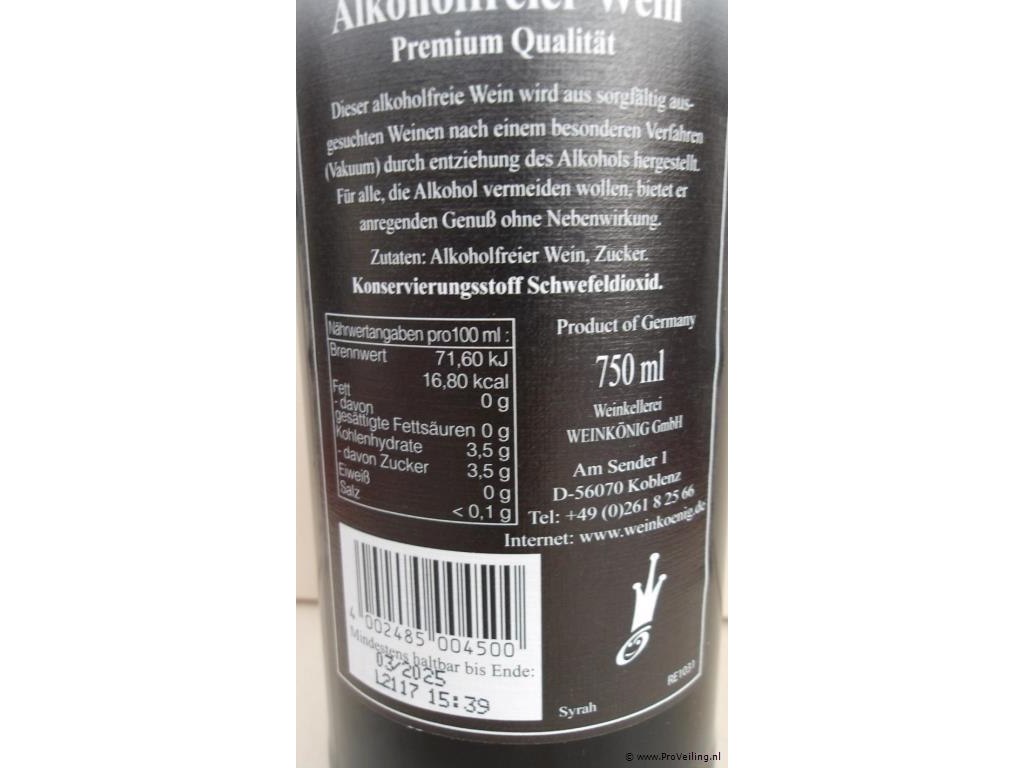 Alkoholfreier Wein
Premium Qualität
Dieser alkoholfreie Wein wird aus sorgfältig aus-
gesuchten Weinen nach einem besonderen Verfahren
(Vakuum) durch entziehung des Alkohols hergestellt.
Für alle, die Alkohol vermeiden wollen, bietet er
anregenden Genuß ohne Nebenwirkung.
Zutaten: Alkoholfreier Wein, Zucker.
Konservierungsstoff Schwefeldioxid.
Nährwertangaben pro100 ml :
Brennwert 71,60 kJ
16,80 kcal
Fett 0 g
- davon
gesättigte Fettsäuren 0 g
Kohlenhydrate 3,5 g
- davon Zucker 3,5 g
Eiweiß 0 g
Salz < 0,1 g
Product of Germany
750 ml
Weinkellerei
WEINKÖNIG GmbH
Am Sender 1
D-56070 Koblenz
Tel: +49 (0)261 8 25 66
Internet: www.weinkoenig.de
4 002485 004500
Mindestens haltbar bis Ende:
03/2025
L2117 15:39
Syrah
RE1031
© www.ProVeiling.nl